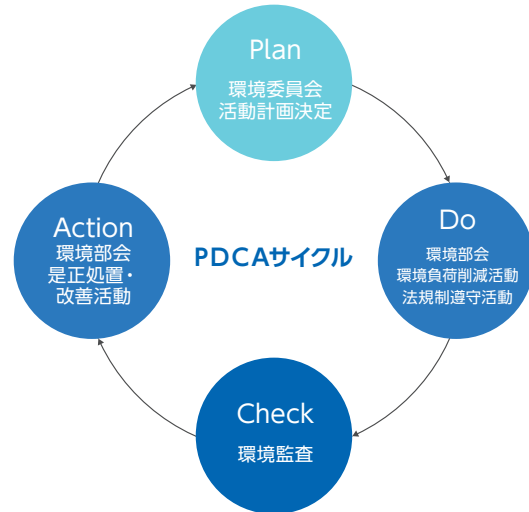 Plan
環境委員会
活動計画決定
Action
環境部会
是正処置・
改善活動
PDCAサイクル
Do
環境部会
環境負荷削減活動
法規制遵守活動
Check
環境監査